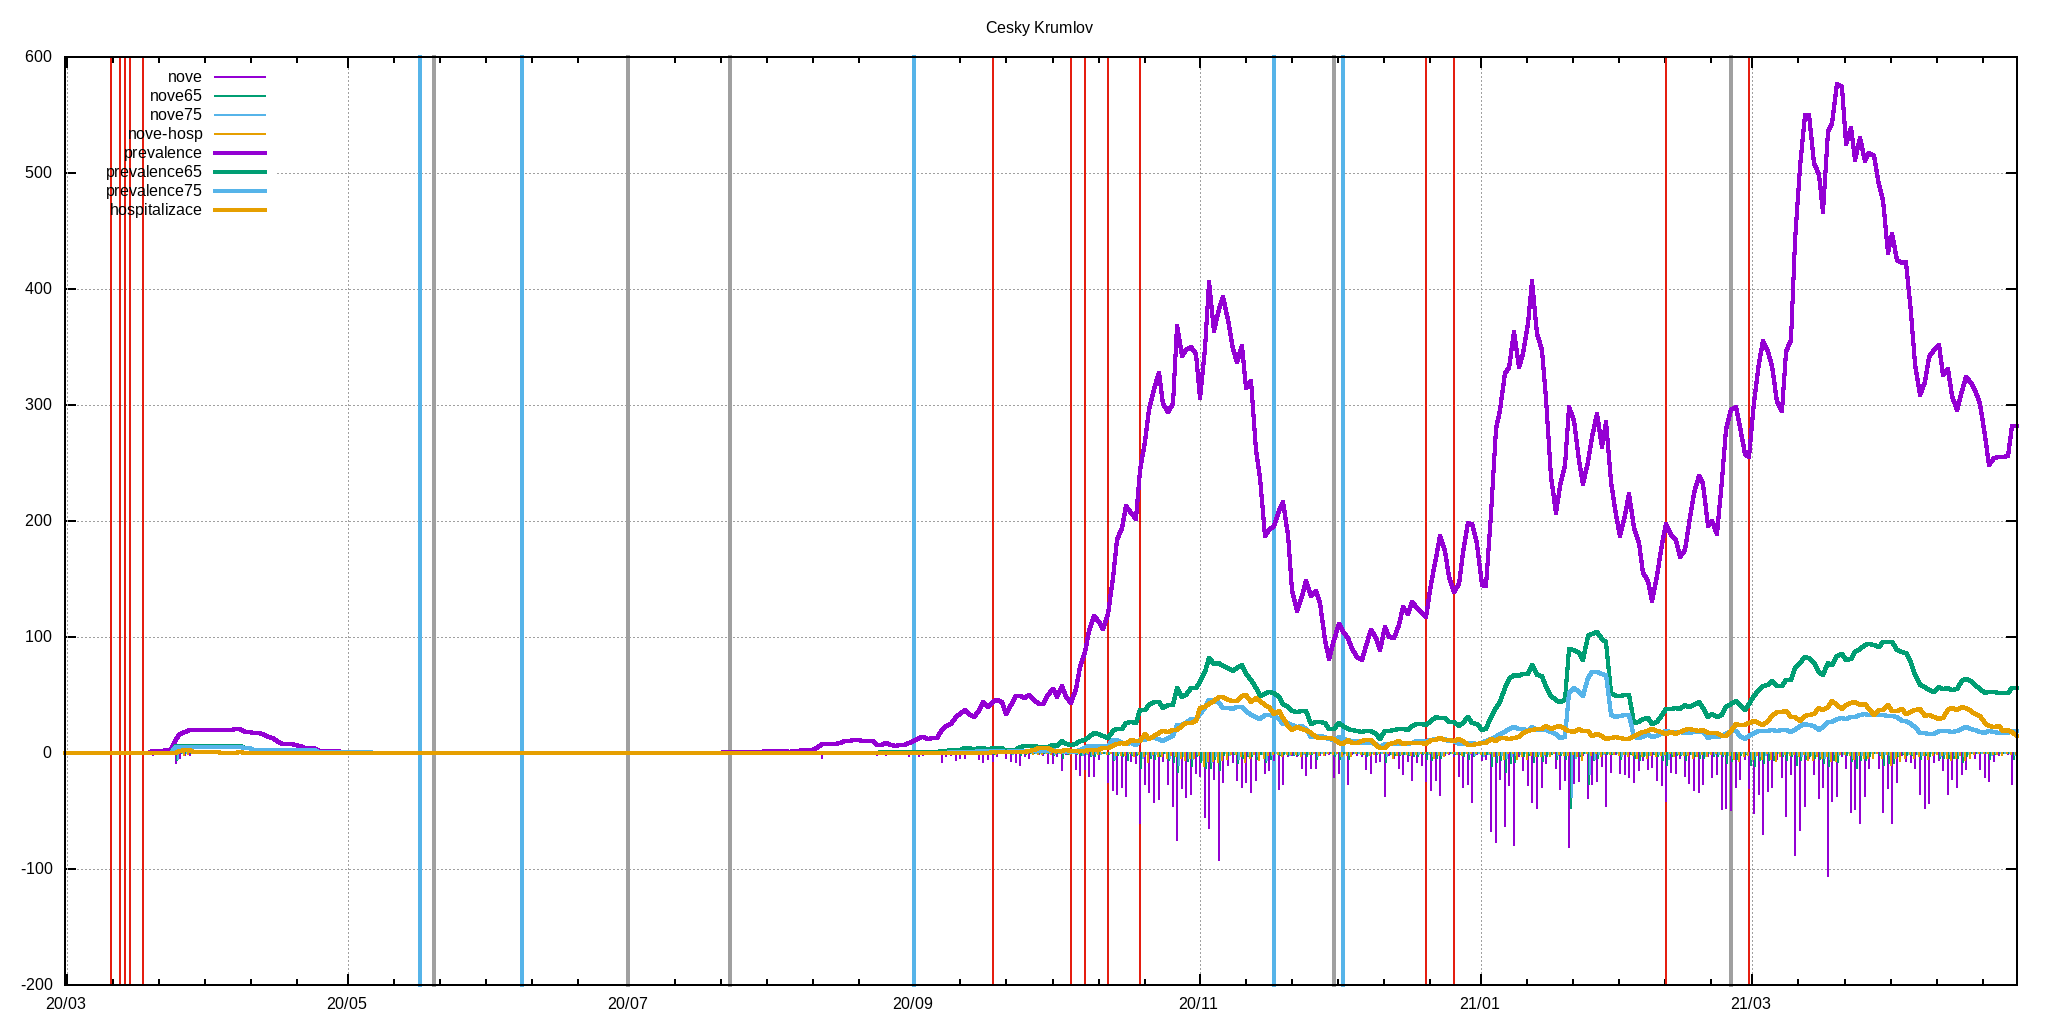 Cesky Krumlov
600
500
400
300
200
100
0
-100
-200
nove
nove65
nove75
nove-hosp
prevalence
prevalence65
prevalence75
hospitalizace
20/03 20/05 20/07 20/09 20/11 21/01 21/03